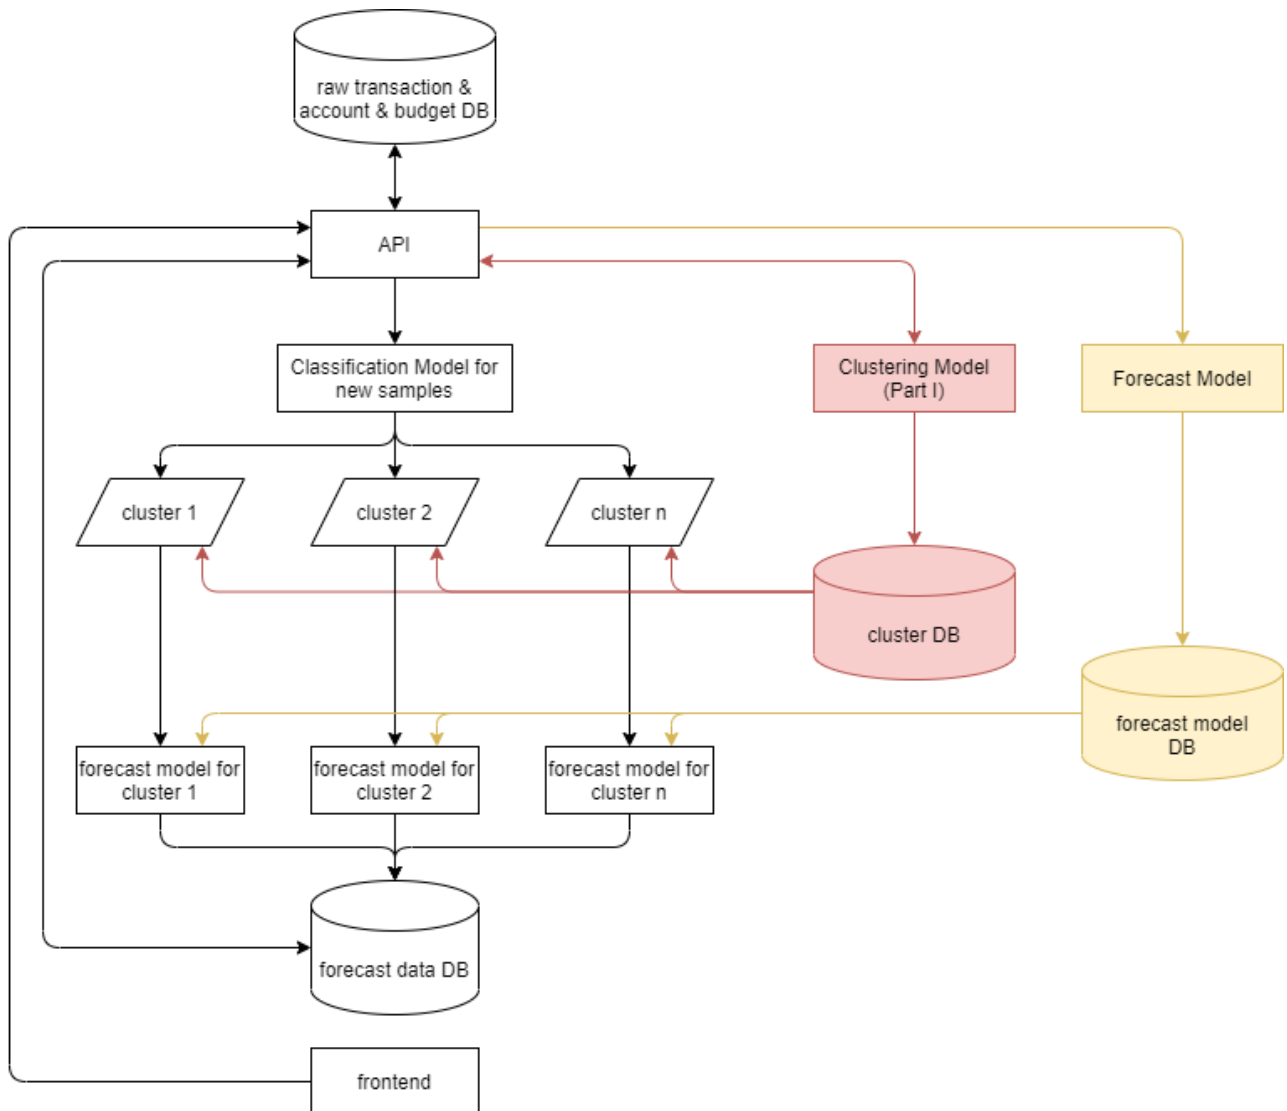 raw transaction &
account & budget DB
API
Classification Model for
new samples
Clustering Model
(Part I)
Forecast Model
cluster 1
cluster 2
cluster n
cluster DB
forecast model
DB
forecast model for
cluster 1
forecast model for
cluster 2
forecast model for
cluster n
forecast data DB
frontend